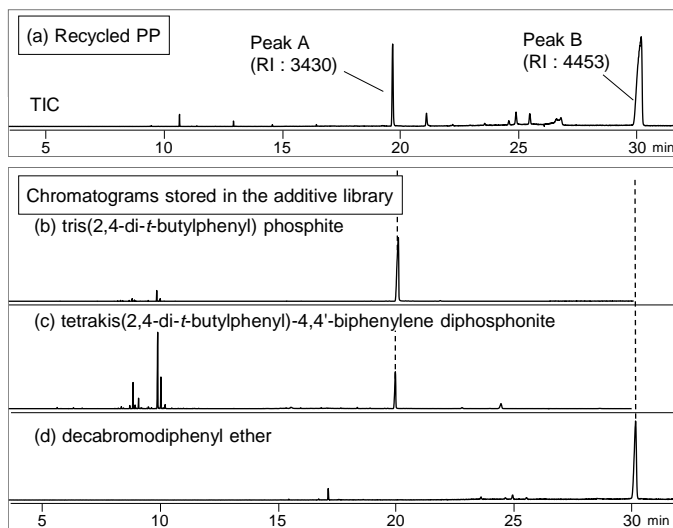 (a) Recycled PP
Peak A
(RI : 3430)
Peak B
(RI : 4453)
TIC
5 10 15 20 25 30 min
Chromatograms stored in the additive library
(b) tris(2,4-di-t-butylphenyl) phosphite
(c) tetrakis(2,4-di-t-butylphenyl)-4,4'-biphenylene diphosphonite
(d) decabromodiphenyl ether
5 10 15 20 25 30 min